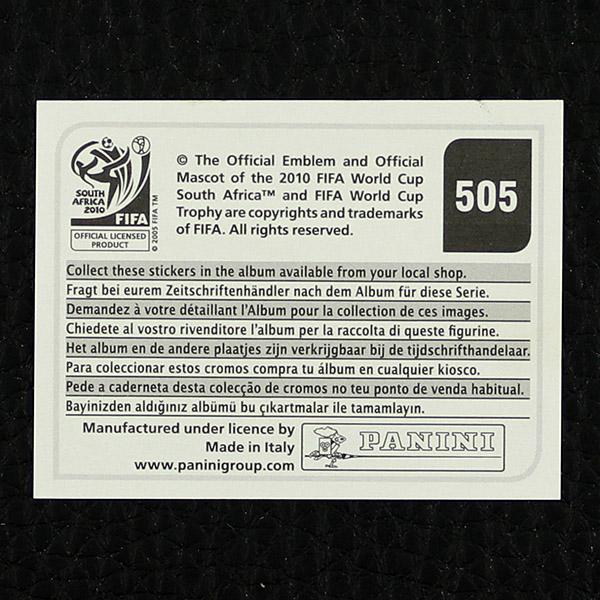 SOUTH
AFRICA
2010
FIFA
OFFICIAL LICENSED
PRODUCT
© 2005 FIFA TM
© The Official Emblem and Official
Mascot of the 2010 FIFA World Cup
South Africa™ and FIFA World Cup
Trophy are copyrights and trademarks
of FIFA. All rights reserved.
505
Collect these stickers in the album available from your local shop.
Fragt bei eurem Zeitschriftenhändler nach dem Album für diese Serie.
Demandez à votre détaillant l'Album pour la collection de ces images.
Chiedete al vostro rivenditore l'album per la raccolta di queste figurine.
Het album en de andere plaatjes zijn verkrijgbaar bij de tijdschrifthandelaar.
Para coleccionar estos cromos compra tu álbum en cualquier kiosco.
Pede a caderneta desta colecção de cromos no teu ponto de venda habitual.
Bayinizden aldığınız albümü bu çıkartmalar ile tamamlayın.
Manufactured under licence by
Made in Italy
www.paninigroup.com
PANINI